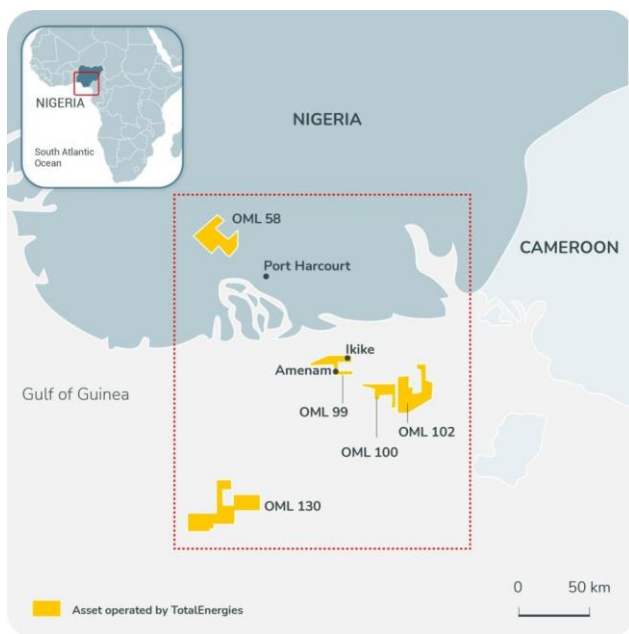 NIGERIA
South Atlantic
Ocean
NIGERIA
OML 58
CAMEROON
Port Harcourt
Ikike
Amenam
Gulf of Guinea
OML 99
OML 102
OML 100
OML 130
0 50 km
Asset operated by TotalEnergies